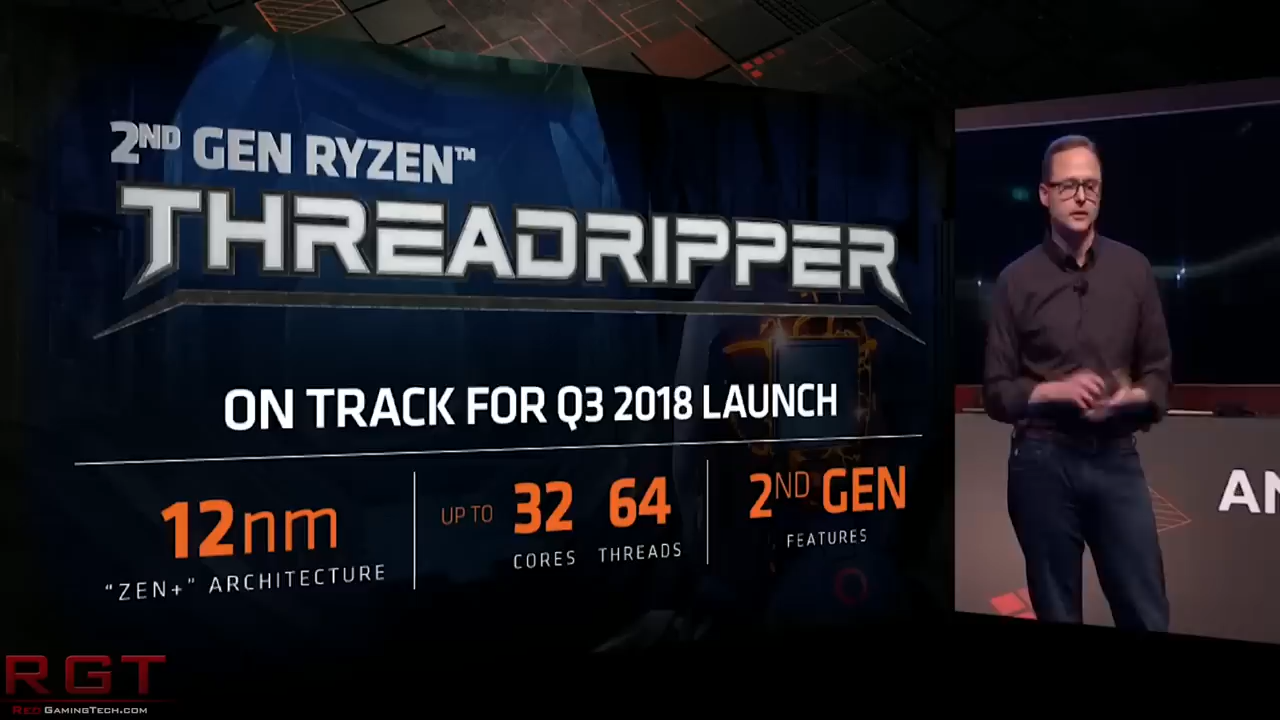 2ND GEN RYZEN™
THREADRIPPER
ON TRACK FOR Q3 2018 LAUNCH
12nm
"ZEN+" ARCHITECTURE
UP TO 32 64
CORES THREADS
2ND GEN
FEATURES
AN
RGT
RED GAMINGTECH.COM